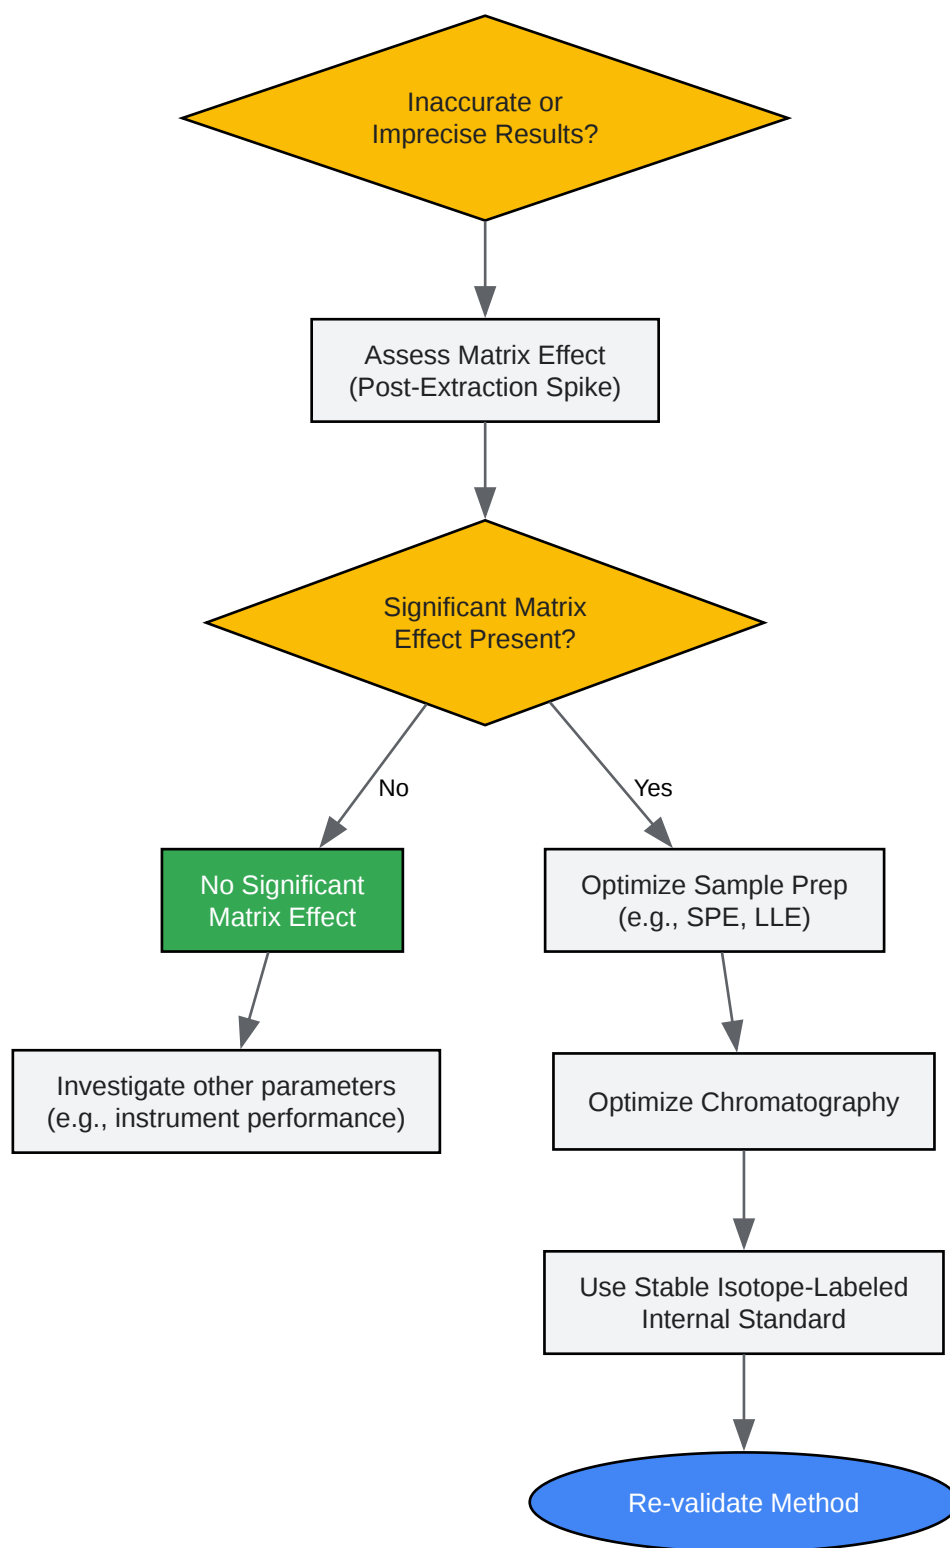 Inaccurate or
Imprecise Results?
Assess Matrix Effect
(Post-Extraction Spike)
Significant Matrix
Effect Present?
No
Yes
No Significant
Matrix Effect
Optimize Sample Prep
(e.g., SPE, LLE)
Investigate other parameters
(e.g., instrument performance)
Optimize Chromatography
Use Stable Isotope-Labeled
Internal Standard
Re-validate Method